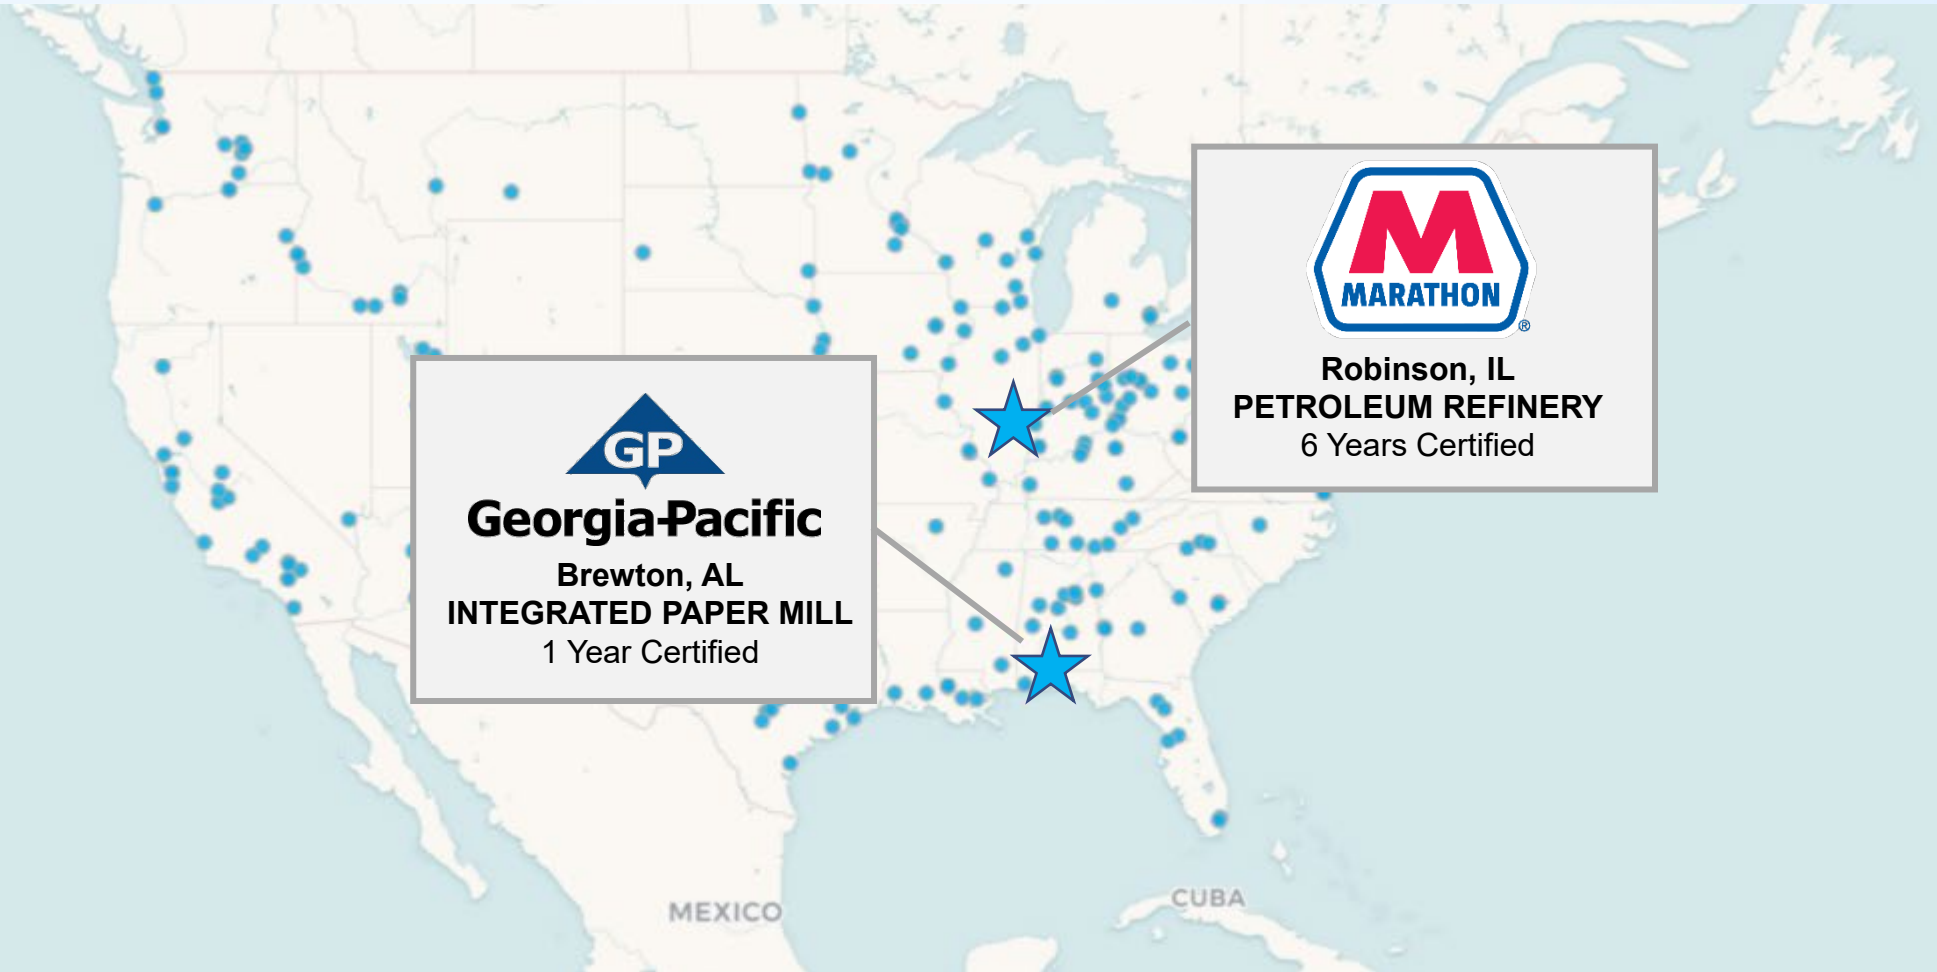 M
MARATHON
®
Robinson, IL
PETROLEUM REFINERY
6 Years Certified
GP
Georgia-Pacific
Brewton, AL
INTEGRATED PAPER MILL
1 Year Certified
MEXICO
CUBA